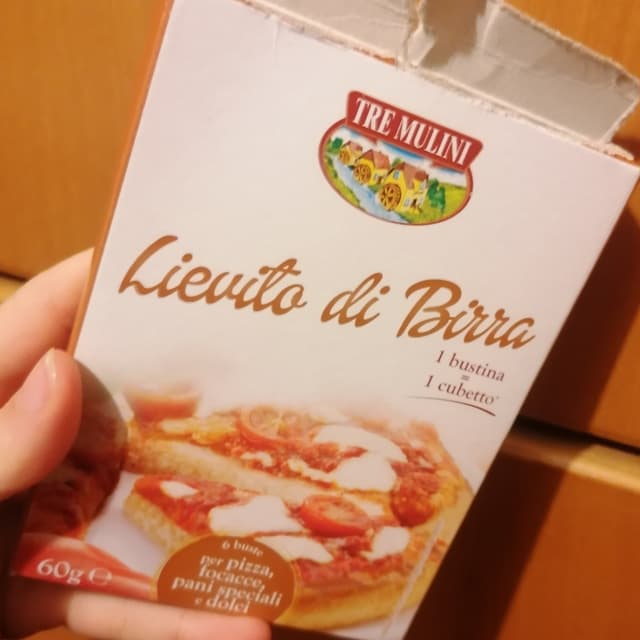 TRE MULINI
Lievito di Birra
1 bustina
=
1 cubetto*
6 buste
per pizza,
focacce,
pani speciali
e dolci
60g ℮